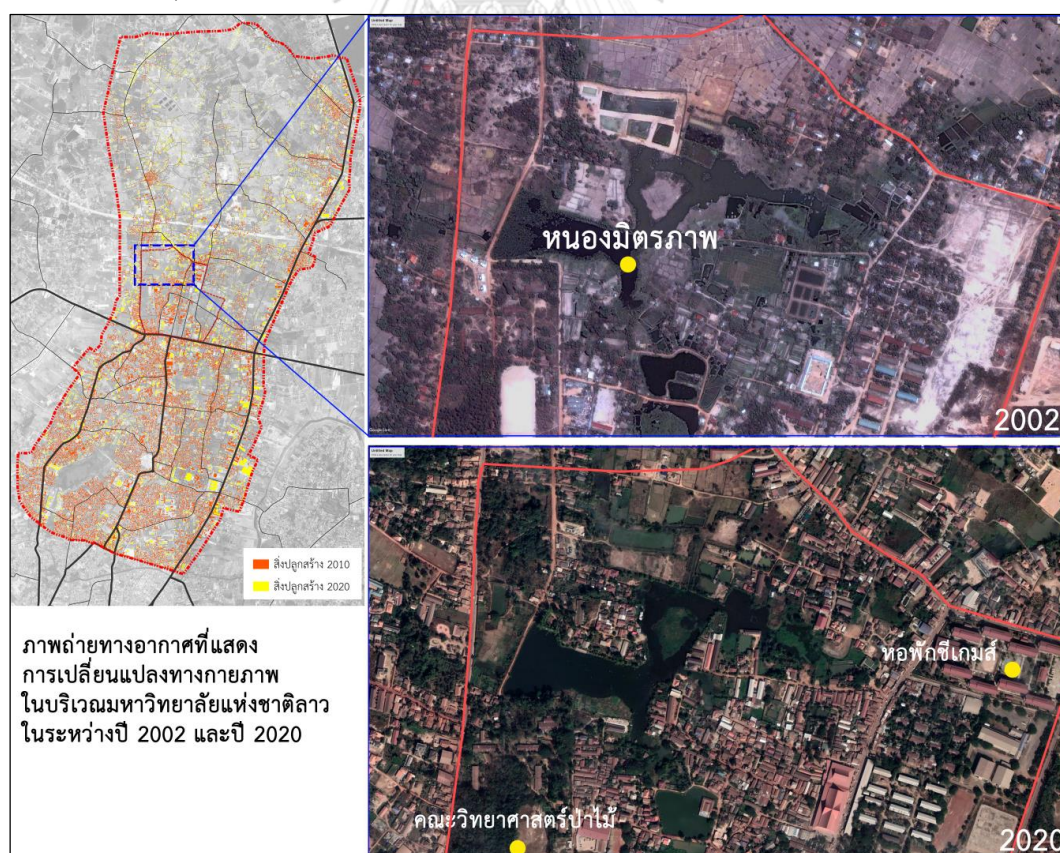 หนองมิตรภาพ
2002
สิ่งปลูกสร้าง 2010
สิ่งปลูกสร้าง 2020
ภาพถ่ายทางอากาศที่แสดง
การเปลี่ยนแปลงทางกายภาพ
ในบริเวณมหาวิทยาลัยแห่งชาติลาว
ในระหว่างปี 2002 และปี 2020
หอพักซีเกมส์
คณะวิทยาศาสตร์ป่าไม้
2020